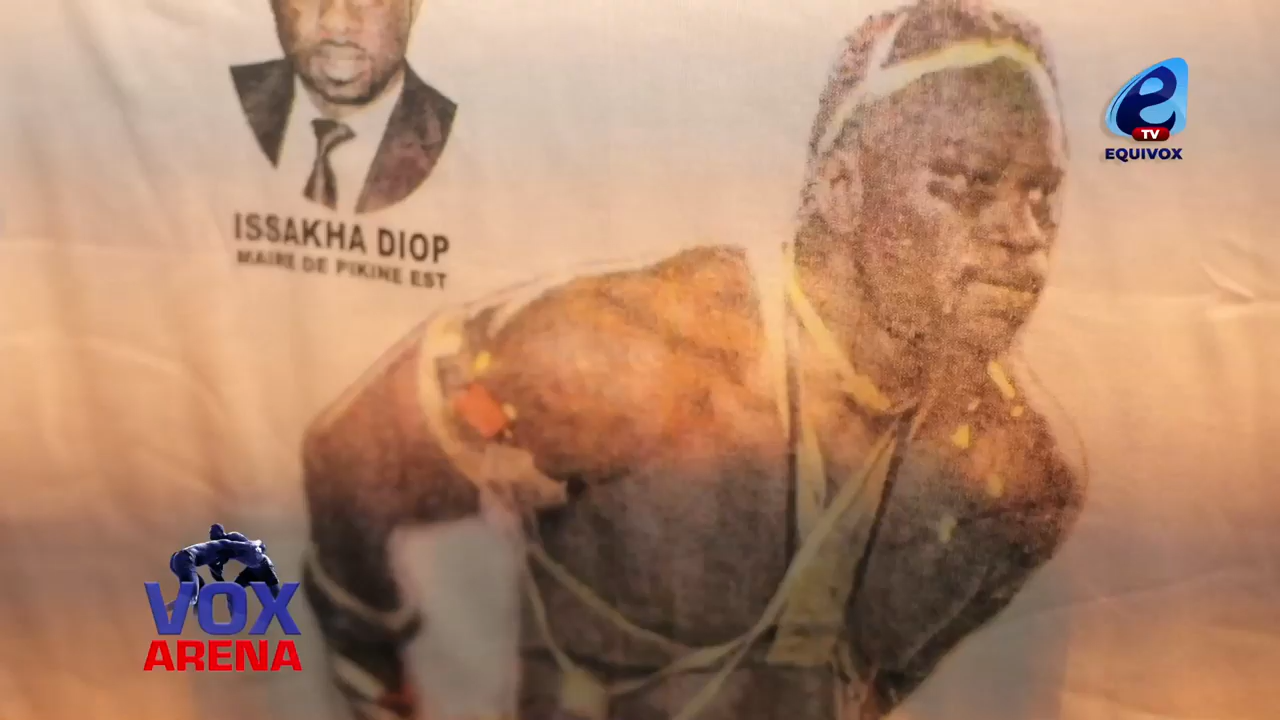 e
TV
EQUIVOX
ISSAKHA DIOP
MAIRE DE PIKINE EST
VOX
ARENA